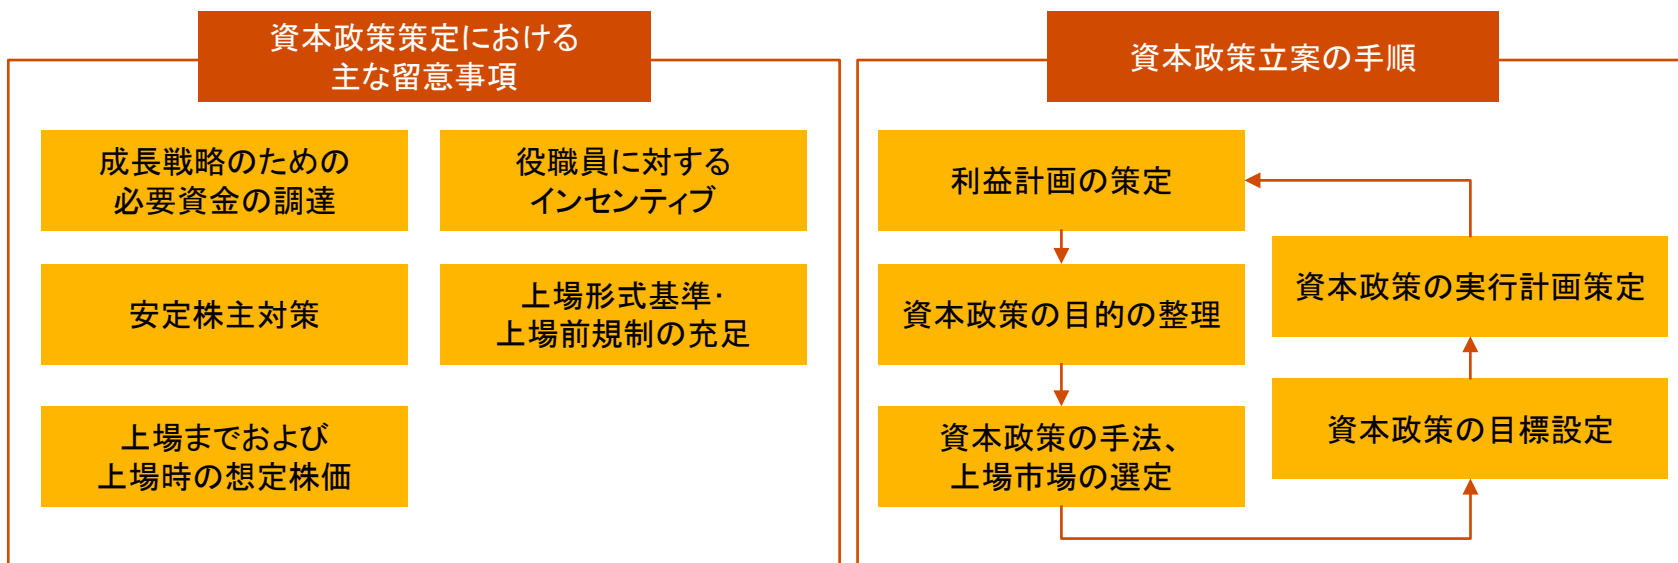 資本政策策定における
主な留意事項
成長戦略のための
必要資金の調達
役職員に対する
インセンティブ
安定株主対策
上場形式基準・
上場前規制の充足
上場までおよび
上場時の想定株価
資本政策立案の手順
利益計画の策定
資本政策の目的の整理
資本政策の手法、
上場市場の選定
資本政策の目標設定
資本政策の実行計画策定